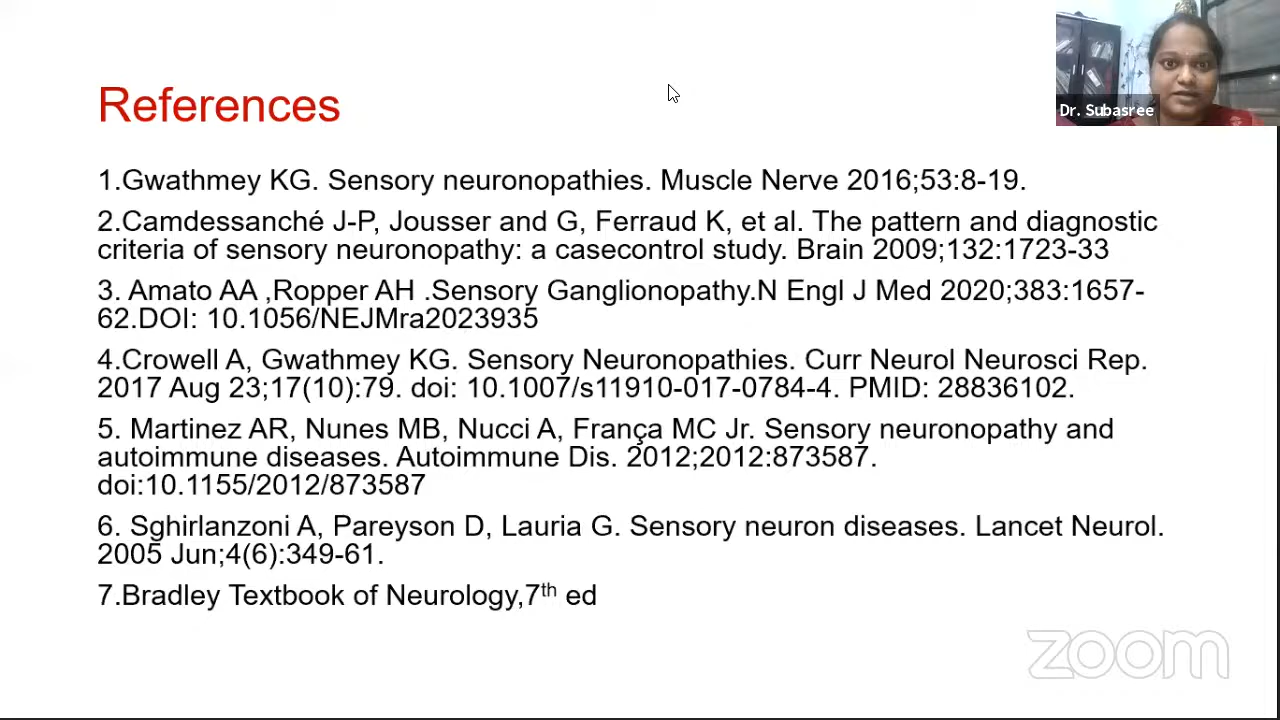 References
Dr. Subasree
1.Gwathmey KG. Sensory neuronopathies. Muscle Nerve 2016;53:8-19.
2.Camdessanché J-P, Jousser and G, Ferraud K, et al. The pattern and diagnostic
criteria of sensory neuronopathy: a casecontrol study. Brain 2009;132:1723-33
3. Amato AA ,Ropper AH .Sensory Ganglionopathy.N Engl J Med 2020;383:1657-
62.DOI: 10.1056/NEJMra2023935
4.Crowell A, Gwathmey KG. Sensory Neuronopathies. Curr Neurol Neurosci Rep.
2017 Aug 23;17(10):79. doi: 10.1007/s11910-017-0784-4. PMID: 28836102.
5. Martinez AR, Nunes MB, Nucci A, França MC Jr. Sensory neuronopathy and
autoimmune diseases. Autoimmune Dis. 2012;2012:873587.
doi:10.1155/2012/873587
6. Sghirlanzoni A, Pareyson D, Lauria G. Sensory neuron diseases. Lancet Neurol.
2005 Jun;4(6):349-61.
7.Bradley Textbook of Neurology,7th ed
zoom